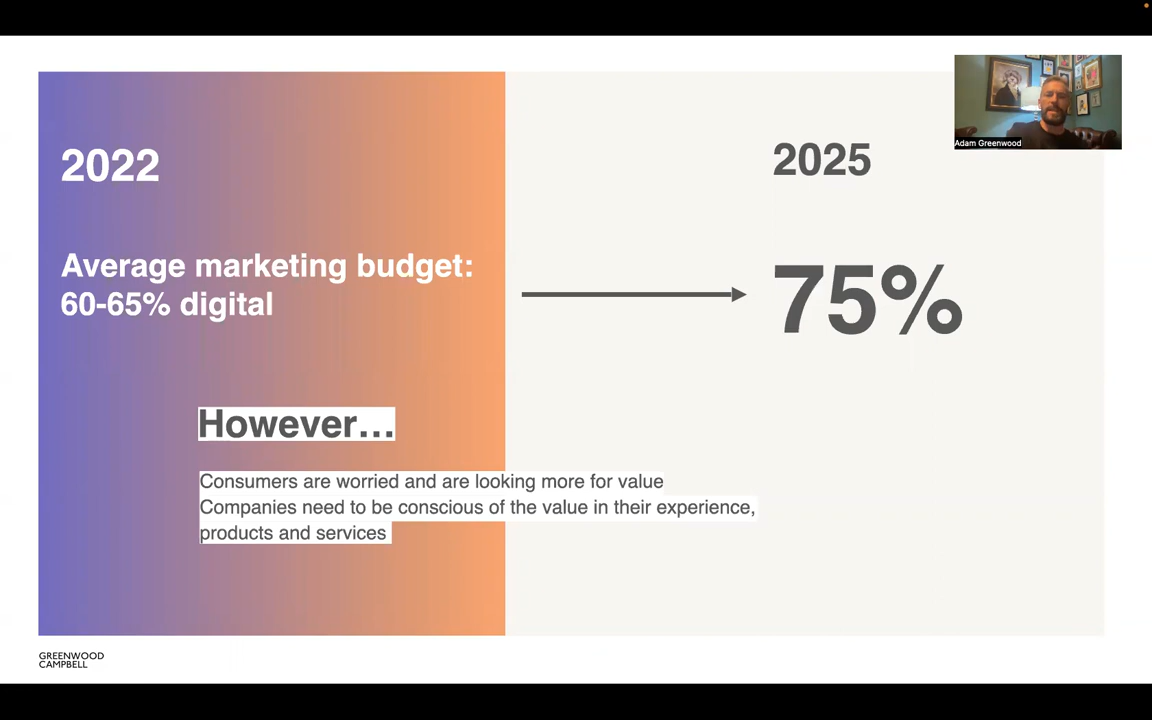 2022
Average marketing budget:
60-65% digital
2025
75%
However…
Consumers are worried and are looking more for value
Companies need to be conscious of the value in their experience,
products and services
Adam Greenwood
GREENWOOD
CAMPBELL